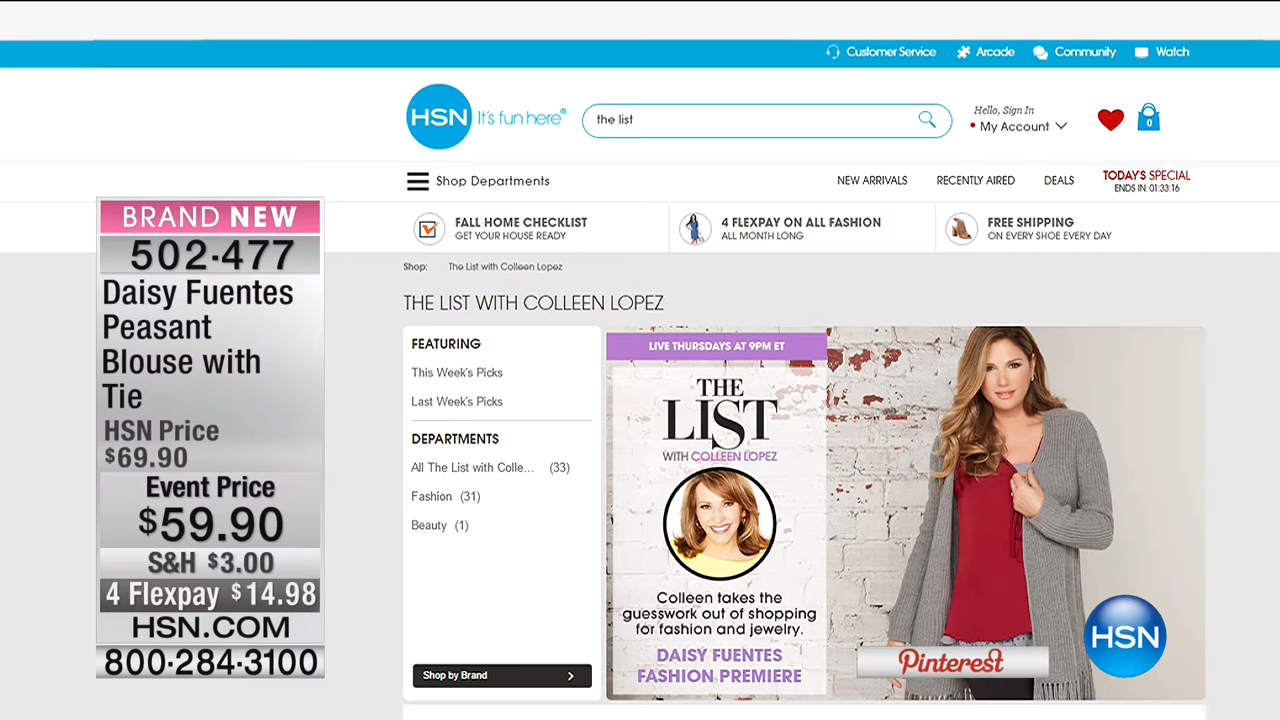 Customer Service
Arcade
Community
Watch
HSN It's fun here®
the list
Hello, Sign In
My Account
0
Shop Departments
NEW ARRIVALS
RECENTLY AIRED
DEALS
TODAY'S SPECIAL
ENDS IN: 01:33:16
FALL HOME CHECKLIST
GET YOUR HOUSE READY
4 FLEXPAY ON ALL FASHION
ALL MONTH LONG
FREE SHIPPING
ON EVERY SHOE EVERY DAY
BRAND NEW
502·477
Daisy Fuentes
Peasant
Blouse with
Tie
HSN Price
$69.90
Event Price
$59.90
S&H $3.00
4 Flexpay $14.98
HSN.COM
800·284·3100
Shop: The List with Colleen Lopez
THE LIST WITH COLLEEN LOPEZ
FEATURING
This Week's Picks
Last Week's Picks
DEPARTMENTS
All The List with Colle... (33)
Fashion (31)
Beauty (1)
Shop by Brand
LIVE THURSDAYS AT 9PM ET
THE
LIST
WITH COLLEEN LOPEZ
Colleen takes the
guesswork out of shopping
for fashion and jewelry.
DAISY FUENTES
FASHION PREMIERE
Pinterest
HSN